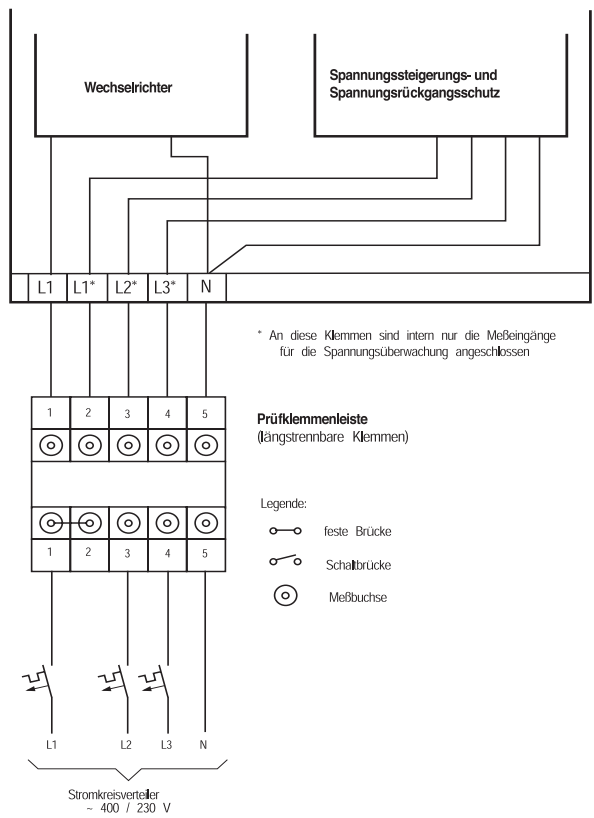 Wechselrichter
Spannungssteigerungs- und
Spannungsrückgangsschutz
L1 L1* L2* L3* N
* An diese Klemmen sind intern nur die Meßeingänge
für die Spannungsüberwachung angeschlossen
1 2 3 4 5
Prüfklemmenleiste
(längstrennbare Klemmen)
Legende:
feste Brücke
Schaltbrücke
Meßbuchse
1 2 3 4 5
L1 L2 L3 N
Stromkreisverteiler
~ 400 / 230 V